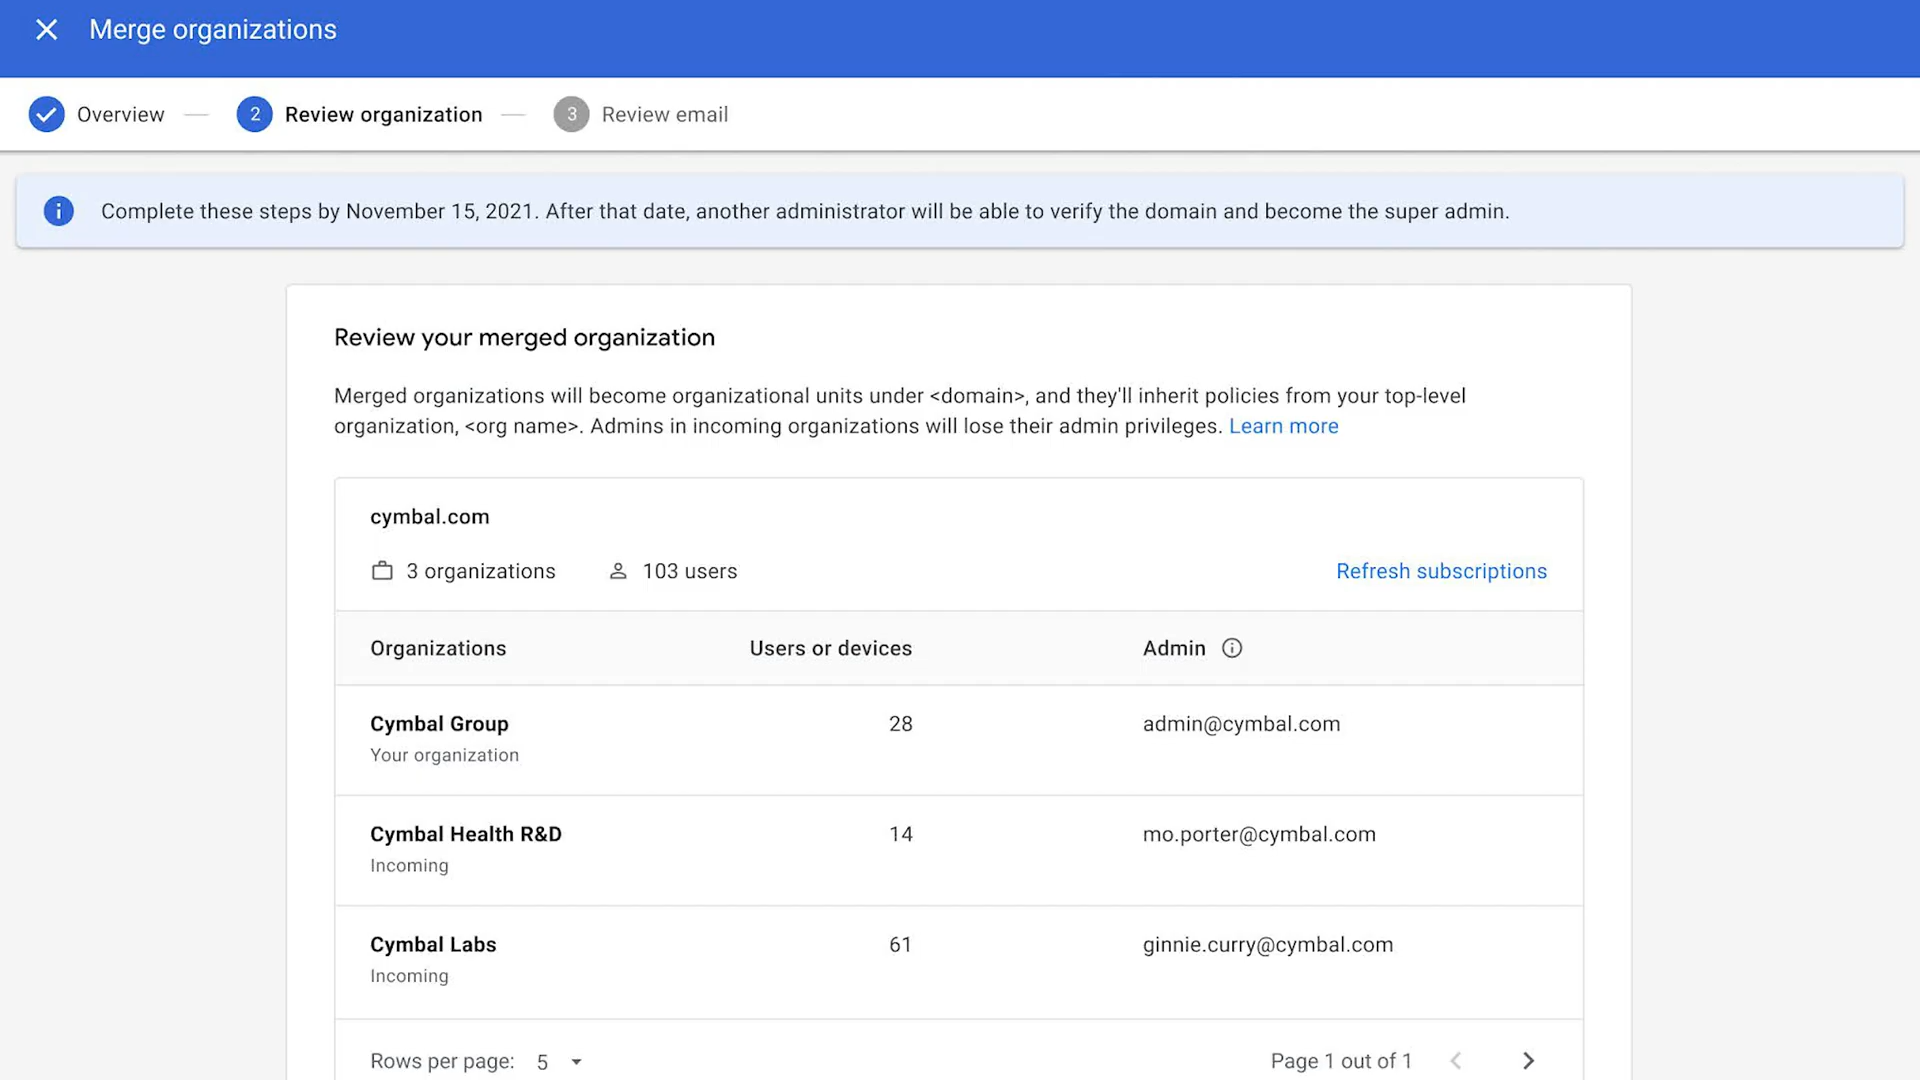 Merge organizations
Overview
2 Review organization
3 Review email
Complete these steps by November 15, 2021. After that date, another administrator will be able to verify the domain and become the super admin.
Review your merged organization
Merged organizations will become organizational units under <domain>, and they'll inherit policies from your top-level
organization, <org name>. Admins in incoming organizations will lose their admin privileges. Learn more
cymbal.com
3 organizations 103 users Refresh subscriptions
Organizations Users or devices Admin
Cymbal Group 28 admin@cymbal.com
Your organization
Cymbal Health R&D 14 mo.porter@cymbal.com
Incoming
Cymbal Labs 61 ginnie.curry@cymbal.com
Incoming
Rows per page: 5 Page 1 out of 1